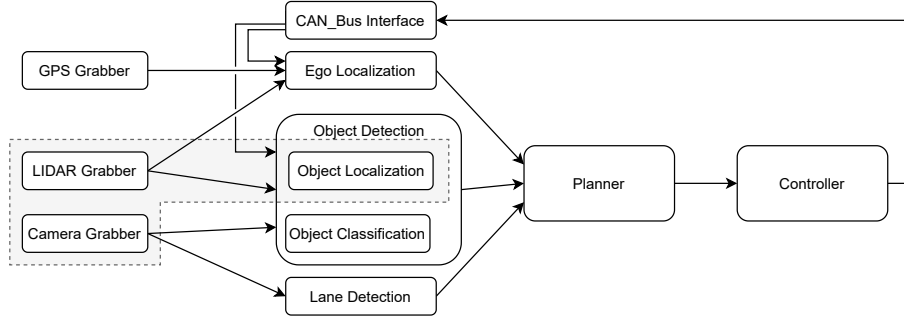 CAN_Bus Interface
GPS Grabber
Ego Localization
Object Detection
LIDAR Grabber
Object Localization
Planner
Controller
Camera Grabber
Object Classification
Lane Detection